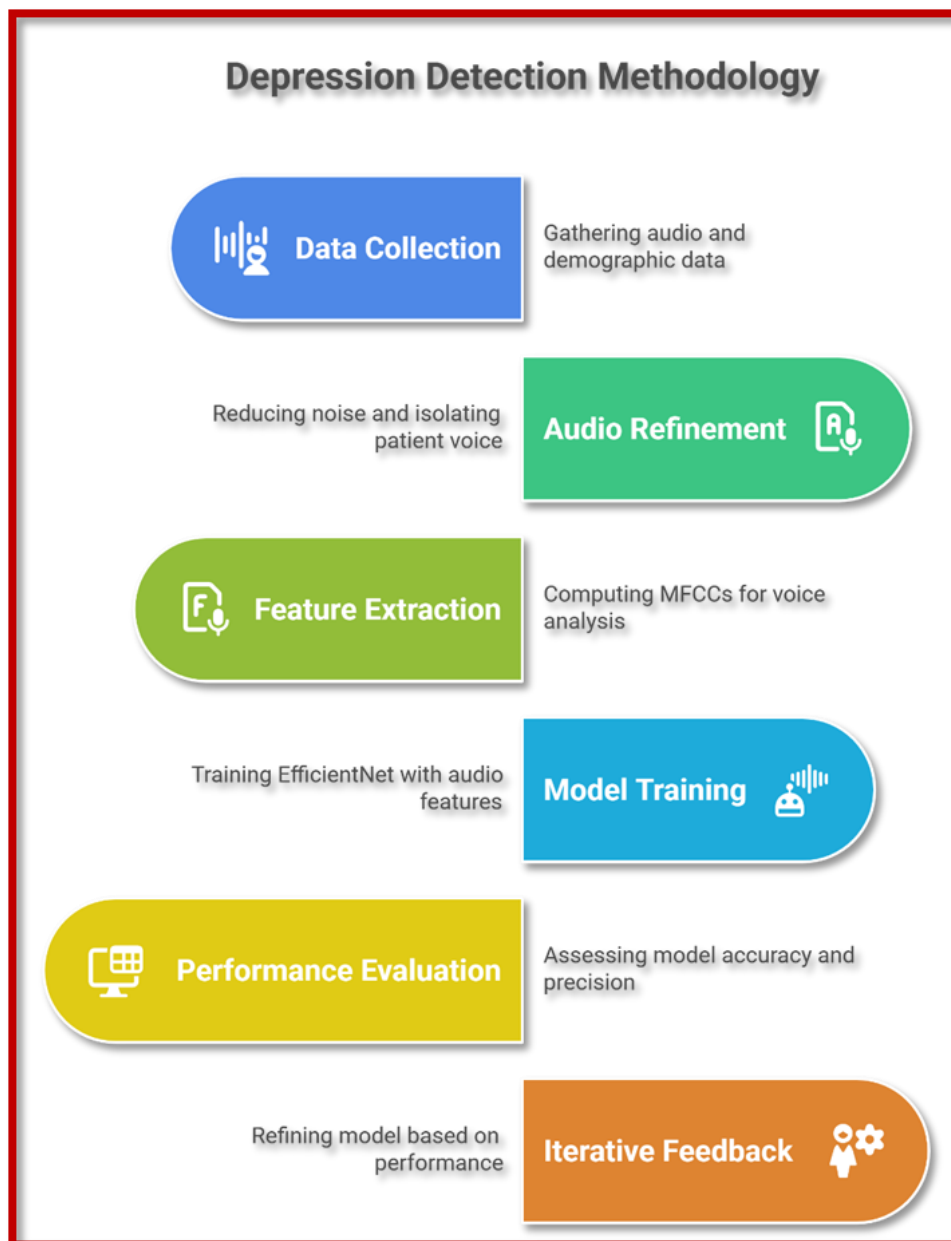 Depression Detection Methodology
Data Collection
Gathering audio and
demographic data
Reducing noise and isolating
patient voice
Audio Refinement
A
F
Feature Extraction
Computing MFCCs for voice
analysis
Training EfficientNet with audio
features
Model Training
Performance Evaluation
Assessing model accuracy and
precision
Refining model based on
performance
Iterative Feedback